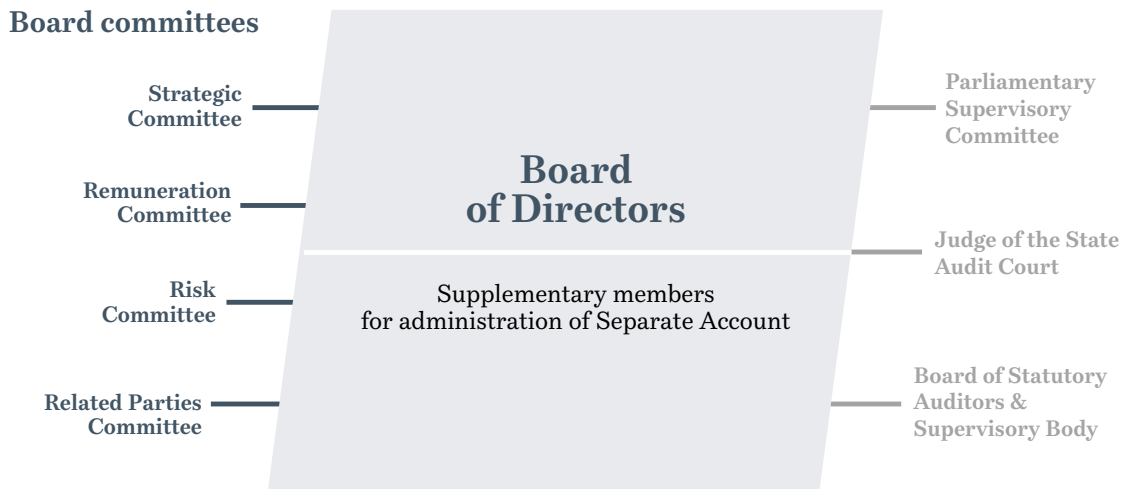 Board committees
Strategic
Committee
Remuneration
Committee
Risk
Committee
Related Parties
Committee
Board
of Directors
Supplementary members
for administration of Separate Account
Parliamentary
Supervisory
Committee
Judge of the State
Audit Court
Board of Statutory
Auditors &
Supervisory Body